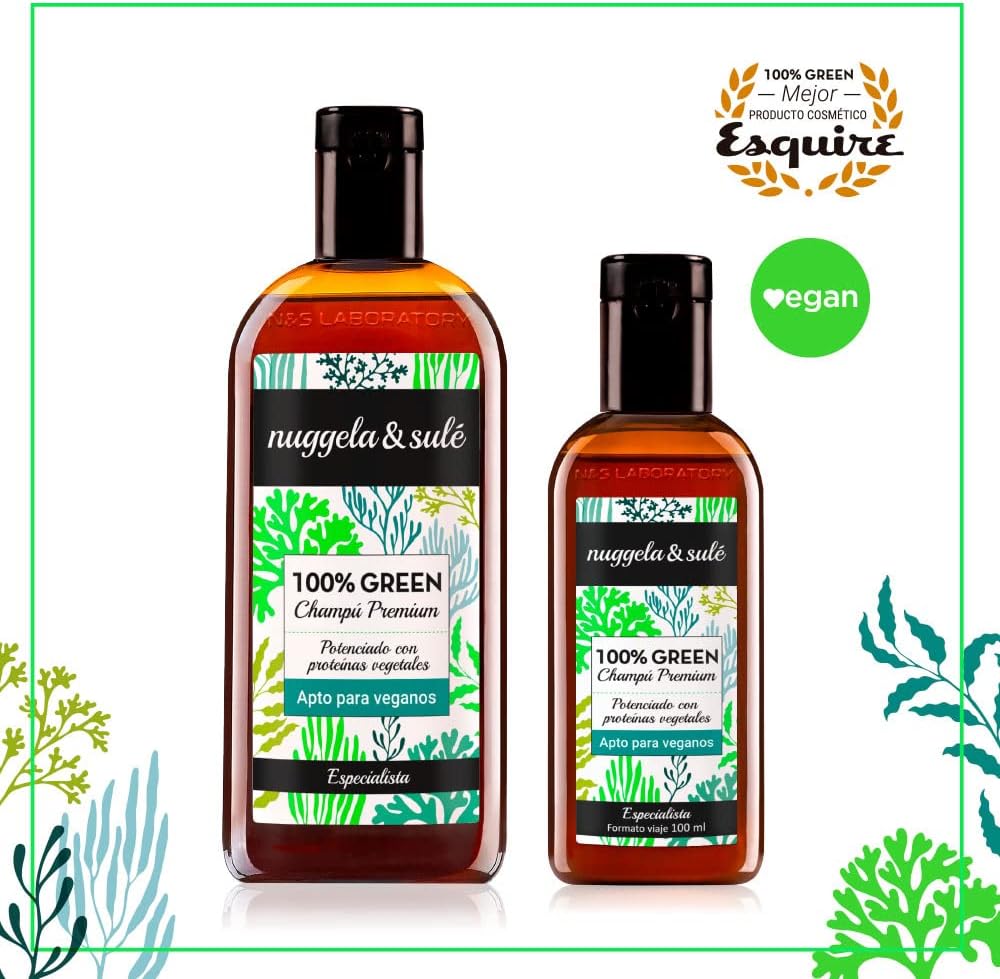 100% GREEN
Mejor
PRODUCTO COSMÉTICO
Esquire
vegan
N&S LABORATORY
nuggela & sulé
100% GREEN
Champú Premium
Potenciado con
proteínas vegetales
Apto para veganos
Especialista
N&S LABORATORY
nuggela & sulé
100% GREEN
Champú Premium
Potenciado con
proteínas vegetales
Apto para veganos
Especialista
Formato viaje 100 ml